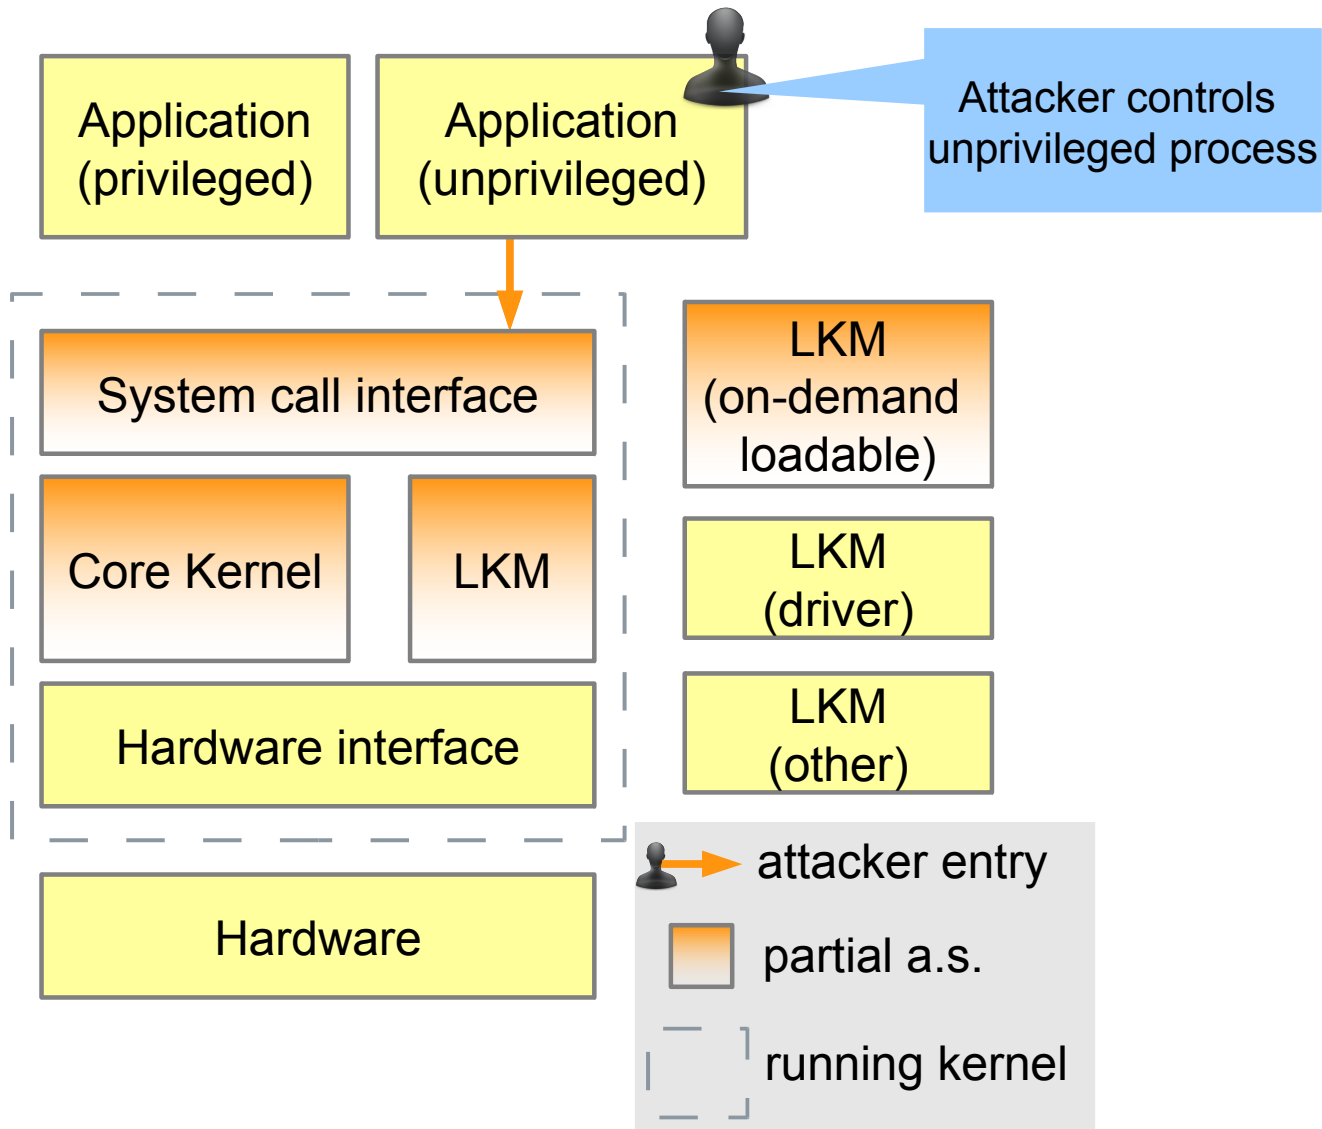 Application
(privileged)
Application
(unprivileged)
Attacker controls
unprivileged process
System call interface
LKM
(on-demand
loadable)
Core Kernel
LKM
LKM
(driver)
Hardware interface
LKM
(other)
attacker entry
Hardware
partial a.s.
running kernel